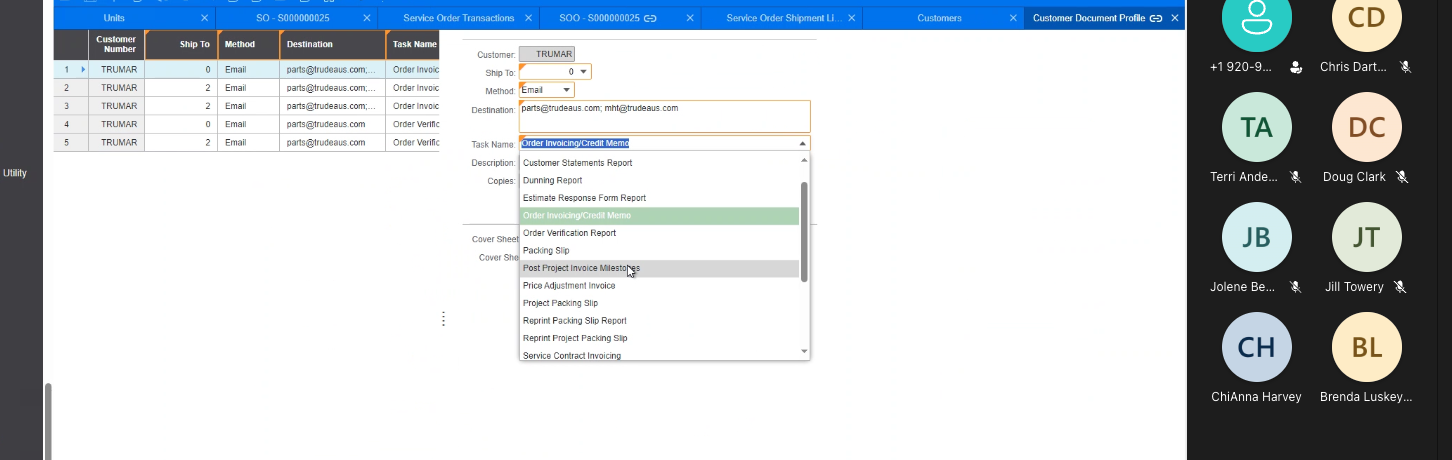 Units
SO - S000000025
Service Order Transactions
SOO - S000000025
Service Order Shipment Li...
Customers
Customer Document Profile
Customer Number Ship To Method Destination Task Name
1 TRUMAR 0 Email parts@trudeaus.com;... Order Invoic
2 TRUMAR 2 Email parts@trudeaus.com;... Order Invoic
3 TRUMAR 2 Email parts@trudeaus.com;... Order Invoic
4 TRUMAR 0 Email parts@trudeaus.com Order Verific
5 TRUMAR 2 Email parts@trudeaus.com Order Verific
Utility
Customer: TRUMAR
Ship To: 0
Method: Email
Destination: parts@trudeaus.com; mht@trudeaus.com
Task Name: Order Invoicing/Credit Memo
Description:
Copies:
Cover Sheet
Cover She
Customer Statements Report
Dunning Report
Estimate Response Form Report
Order Invoicing/Credit Memo
Order Verification Report
Packing Slip
Post Project Invoice Milestones
Price Adjustment Invoice
Project Packing Slip
Reprint Packing Slip Report
Reprint Project Packing Slip
Service Contract Invoicing
CD
+1 920-9...
Chris Dart...
TA
DC
Terri Ande...
Doug Clark
JB
JT
Jolene Be...
Jill Towery
CH
BL
ChiAnna Harvey
Brenda Luskey...